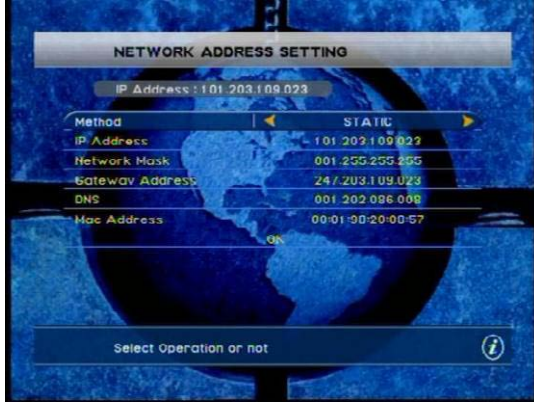 NETWORK ADDRESS SETTING
IP Address : 101.203.109.023
Method STATIC
IP Address 101.203.109.023
Network Mask 001.255.255.255
Gateway Address 247.203.109.023
DNS 001.202.096.008
Mac Address 00:01:90:20:00:57
OK
Select Operation or not
i